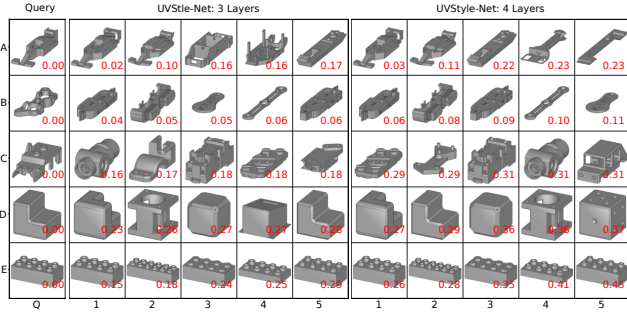 Query UVStle-Net: 3 Layers UVStyle-Net: 4 Layers
A 0.00 0.02 0.10 0.16 0.16 0.17 0.03 0.11 0.22 0.23 0.23
B 0.00 0.04 0.05 0.05 0.06 0.06 0.06 0.08 0.09 0.10 0.11
C 0.00 0.16 0.17 0.18 0.18 0.18 0.29 0.29 0.31 0.31 0.31
D 0.00 0.23 0.26 0.27 0.27 0.28 0.27 0.29 0.36 0.36 0.37
E 0.00 0.15 0.18 0.24 0.25 0.29 0.26 0.28 0.35 0.41 0.45
Q 1 2 3 4 5 1 2 3 4 5